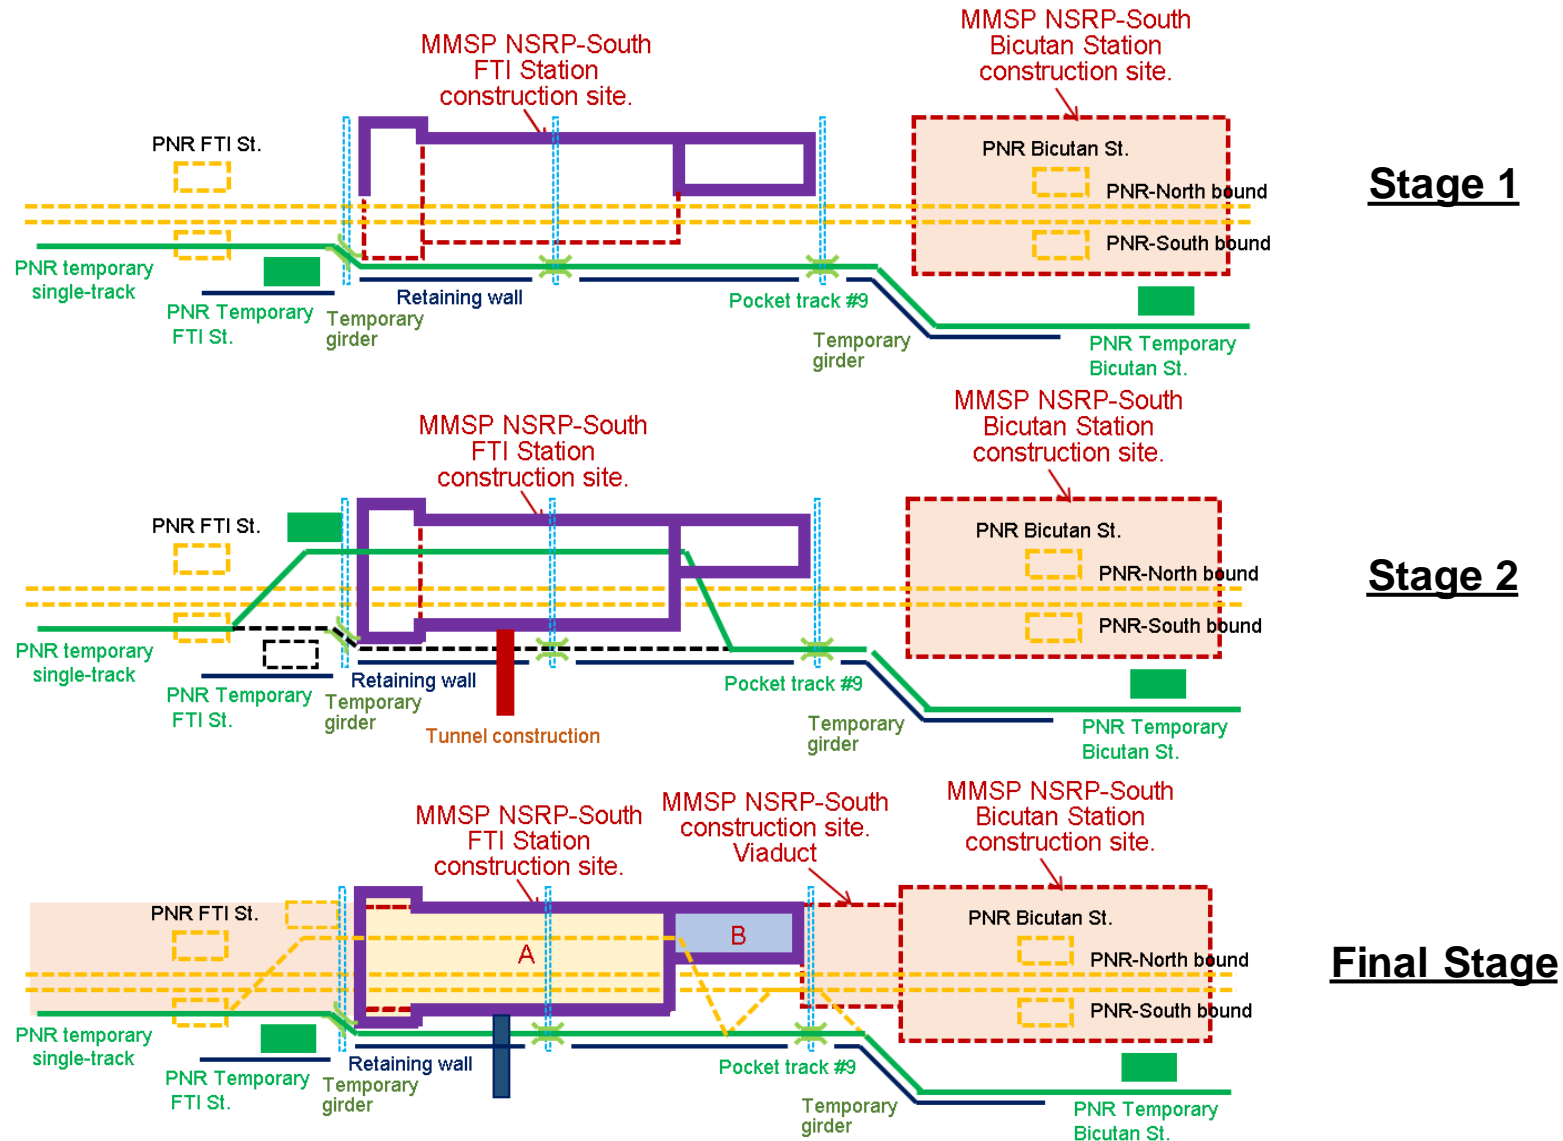 MMSP NSRP-South
FTI Station
construction site.
MMSP NSRP-South
Bicutan Station
construction site.
PNR FTI St.
PNR Bicutan St.
PNR-North bound
PNR-South bound
Stage 1
PNR temporary
single-track
PNR Temporary
FTI St.
Retaining wall
Temporary
girder
Pocket track #9
Temporary
girder
PNR Temporary
Bicutan St.
MMSP NSRP-South
FTI Station
construction site.
MMSP NSRP-South
Bicutan Station
construction site.
PNR FTI St.
PNR Bicutan St.
PNR-North bound
PNR-South bound
Stage 2
PNR temporary
single-track
PNR Temporary
FTI St.
Retaining wall
Temporary
girder
Tunnel construction
Pocket track #9
Temporary
girder
PNR Temporary
Bicutan St.
MMSP NSRP-South
FTI Station
construction site.
MMSP NSRP-South
construction site.
Viaduct
MMSP NSRP-South
Bicutan Station
construction site.
PNR FTI St.
A
B
PNR Bicutan St.
PNR-North bound
PNR-South bound
Final Stage
PNR temporary
single-track
PNR Temporary
FTI St.
Retaining wall
Temporary
girder
Pocket track #9
Temporary
girder
PNR Temporary
Bicutan St.